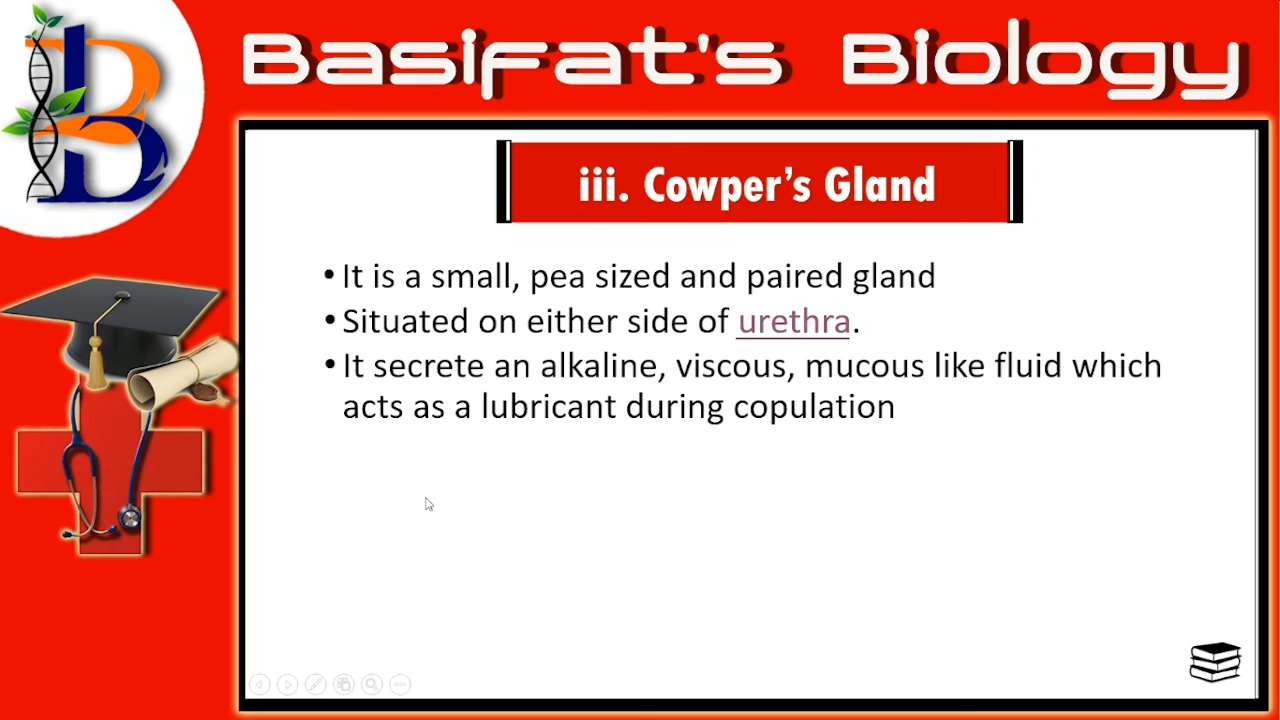 Basifat's Biology
iii. Cowper's Gland
• It is a small, pea sized and paired gland
• Situated on either side of urethra.
• It secrete an alkaline, viscous, mucous like fluid which
acts as a lubricant during copulation